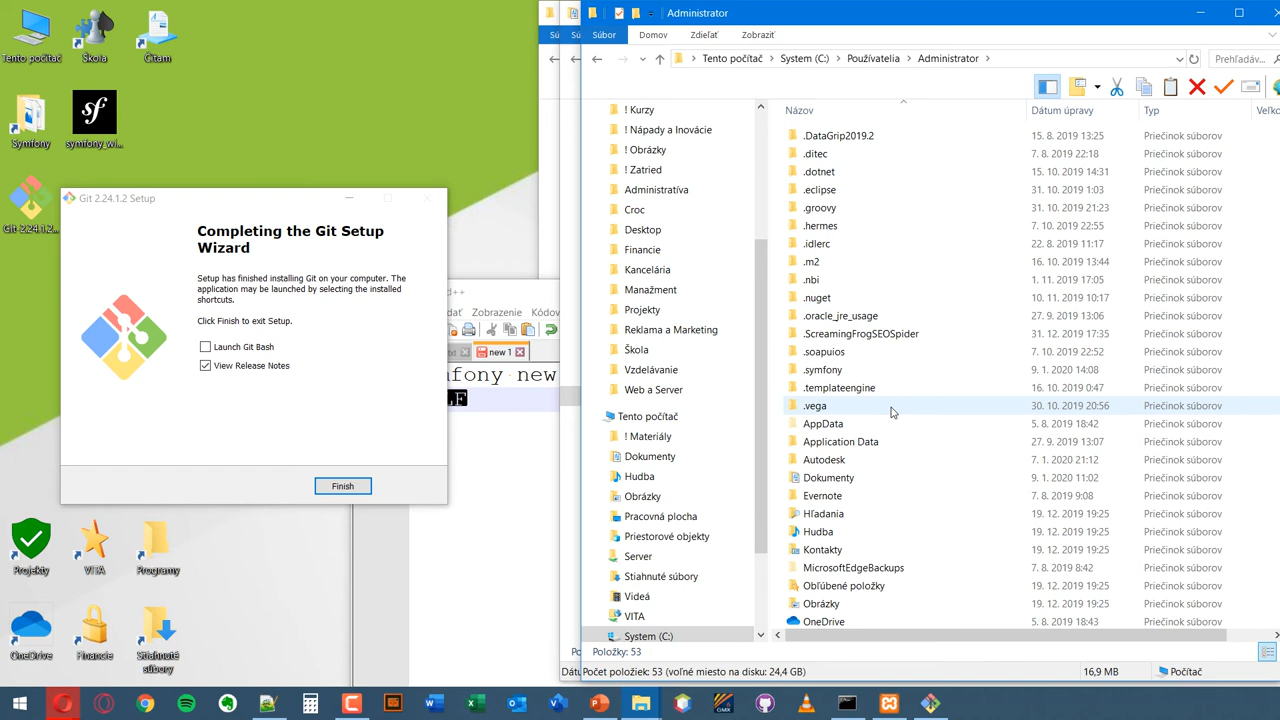 Tento počítač
Škola
Čítam
Symfony
symfony_wi...
Git-2.24.1.2...
Projekty
VITA
Programy
OneDrive
Financie
Stiahnuté súbory
Git 2.24.1.2 Setup
Completing the Git Setup
Wizard
Setup has finished installing Git on your computer. The
application may be launched by selecting the installed
shortcuts.
Click Finish to exit Setup.
Launch Git Bash
View Release Notes
Finish
d++
dať Zobrazenie Kódov
txt new 1
nfony new
LF
Sú Sú
Administrator
Súbor Domov Zdieľať Zobraziť
Tento počítač System (C:) Používatelia Administrator Prehľadáv...
! Kurzy
! Nápady a Inovácie
! Obrázky
! Zatried
Administratíva
Croc
Desktop
Financie
Kancelária
Manažment
Projekty
Reklama a Marketing
Škola
Vzdelávanie
Web a Server
Tento počítač
! Materiály
Dokumenty
Hudba
Obrázky
Pracovná plocha
Priestorové objekty
Server
Stiahnuté súbory
Videá
VITA
System (C:)
Názov Dátum úpravy Typ Veľko
.DataGrip2019.2 15. 8. 2019 13:25 Priečinok súborov
.ditec 7. 8. 2019 22:18 Priečinok súborov
.dotnet 15. 10. 2019 14:31 Priečinok súborov
.eclipse 31. 10. 2019 1:03 Priečinok súborov
.groovy 31. 10. 2019 21:23 Priečinok súborov
.hermes 7. 8. 2019 22:55 Priečinok súborov
.idlerc 22. 8. 2019 11:17 Priečinok súborov
.m2 16. 10. 2019 13:44 Priečinok súborov
.nbi 1. 11. 2019 17:05 Priečinok súborov
.nuget 10. 11. 2019 10:17 Priečinok súborov
.oracle_jre_usage 27. 9. 2019 13:06 Priečinok súborov
.ScreamingFrogSEOSpider 31. 12. 2019 17:35 Priečinok súborov
.soapuios 7. 10. 2019 22:52 Priečinok súborov
.symfony 9. 1. 2020 14:08 Priečinok súborov
.templateengine 16. 10. 2019 0:47 Priečinok súborov
.vega 30. 10. 2019 20:56 Priečinok súborov
AppData 5. 8. 2019 18:42 Priečinok súborov
Application Data 27. 9. 2019 13:07 Priečinok súborov
Autodesk 7. 1. 2020 21:12 Priečinok súborov
Dokumenty 9. 1. 2020 11:02 Priečinok súborov
Evernote 7. 8. 2019 9:08 Priečinok súborov
Hľadania 19. 12. 2019 19:25 Priečinok súborov
Hudba 19. 12. 2019 19:25 Priečinok súborov
Kontakty 19. 12. 2019 19:25 Priečinok súborov
MicrosoftEdgeBackups 7. 8. 2019 8:42 Priečinok súborov
Obľúbené položky 19. 12. 2019 19:25 Priečinok súborov
Obrázky 19. 12. 2019 19:25 Priečinok súborov
OneDrive 5. 8. 2019 18:43 Priečinok súborov
Po Položky: 53
Dátu Počet položiek: 53 (voľné miesto na disku: 24,4 GB) 16,9 MB Počítač